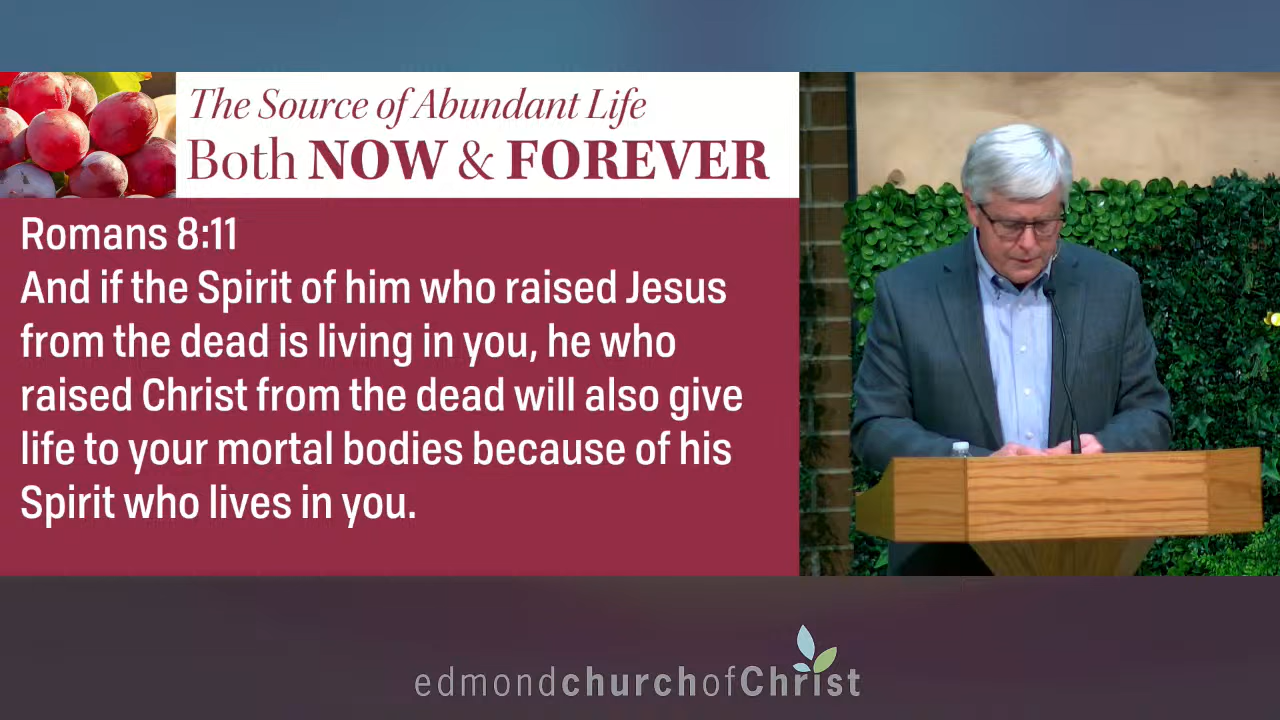 The Source of Abundant Life
Both NOW & FOREVER
Romans 8:11
And if the Spirit of him who raised Jesus
from the dead is living in you, he who
raised Christ from the dead will also give
life to your mortal bodies because of his
Spirit who lives in you.
edmondchurchofChrist